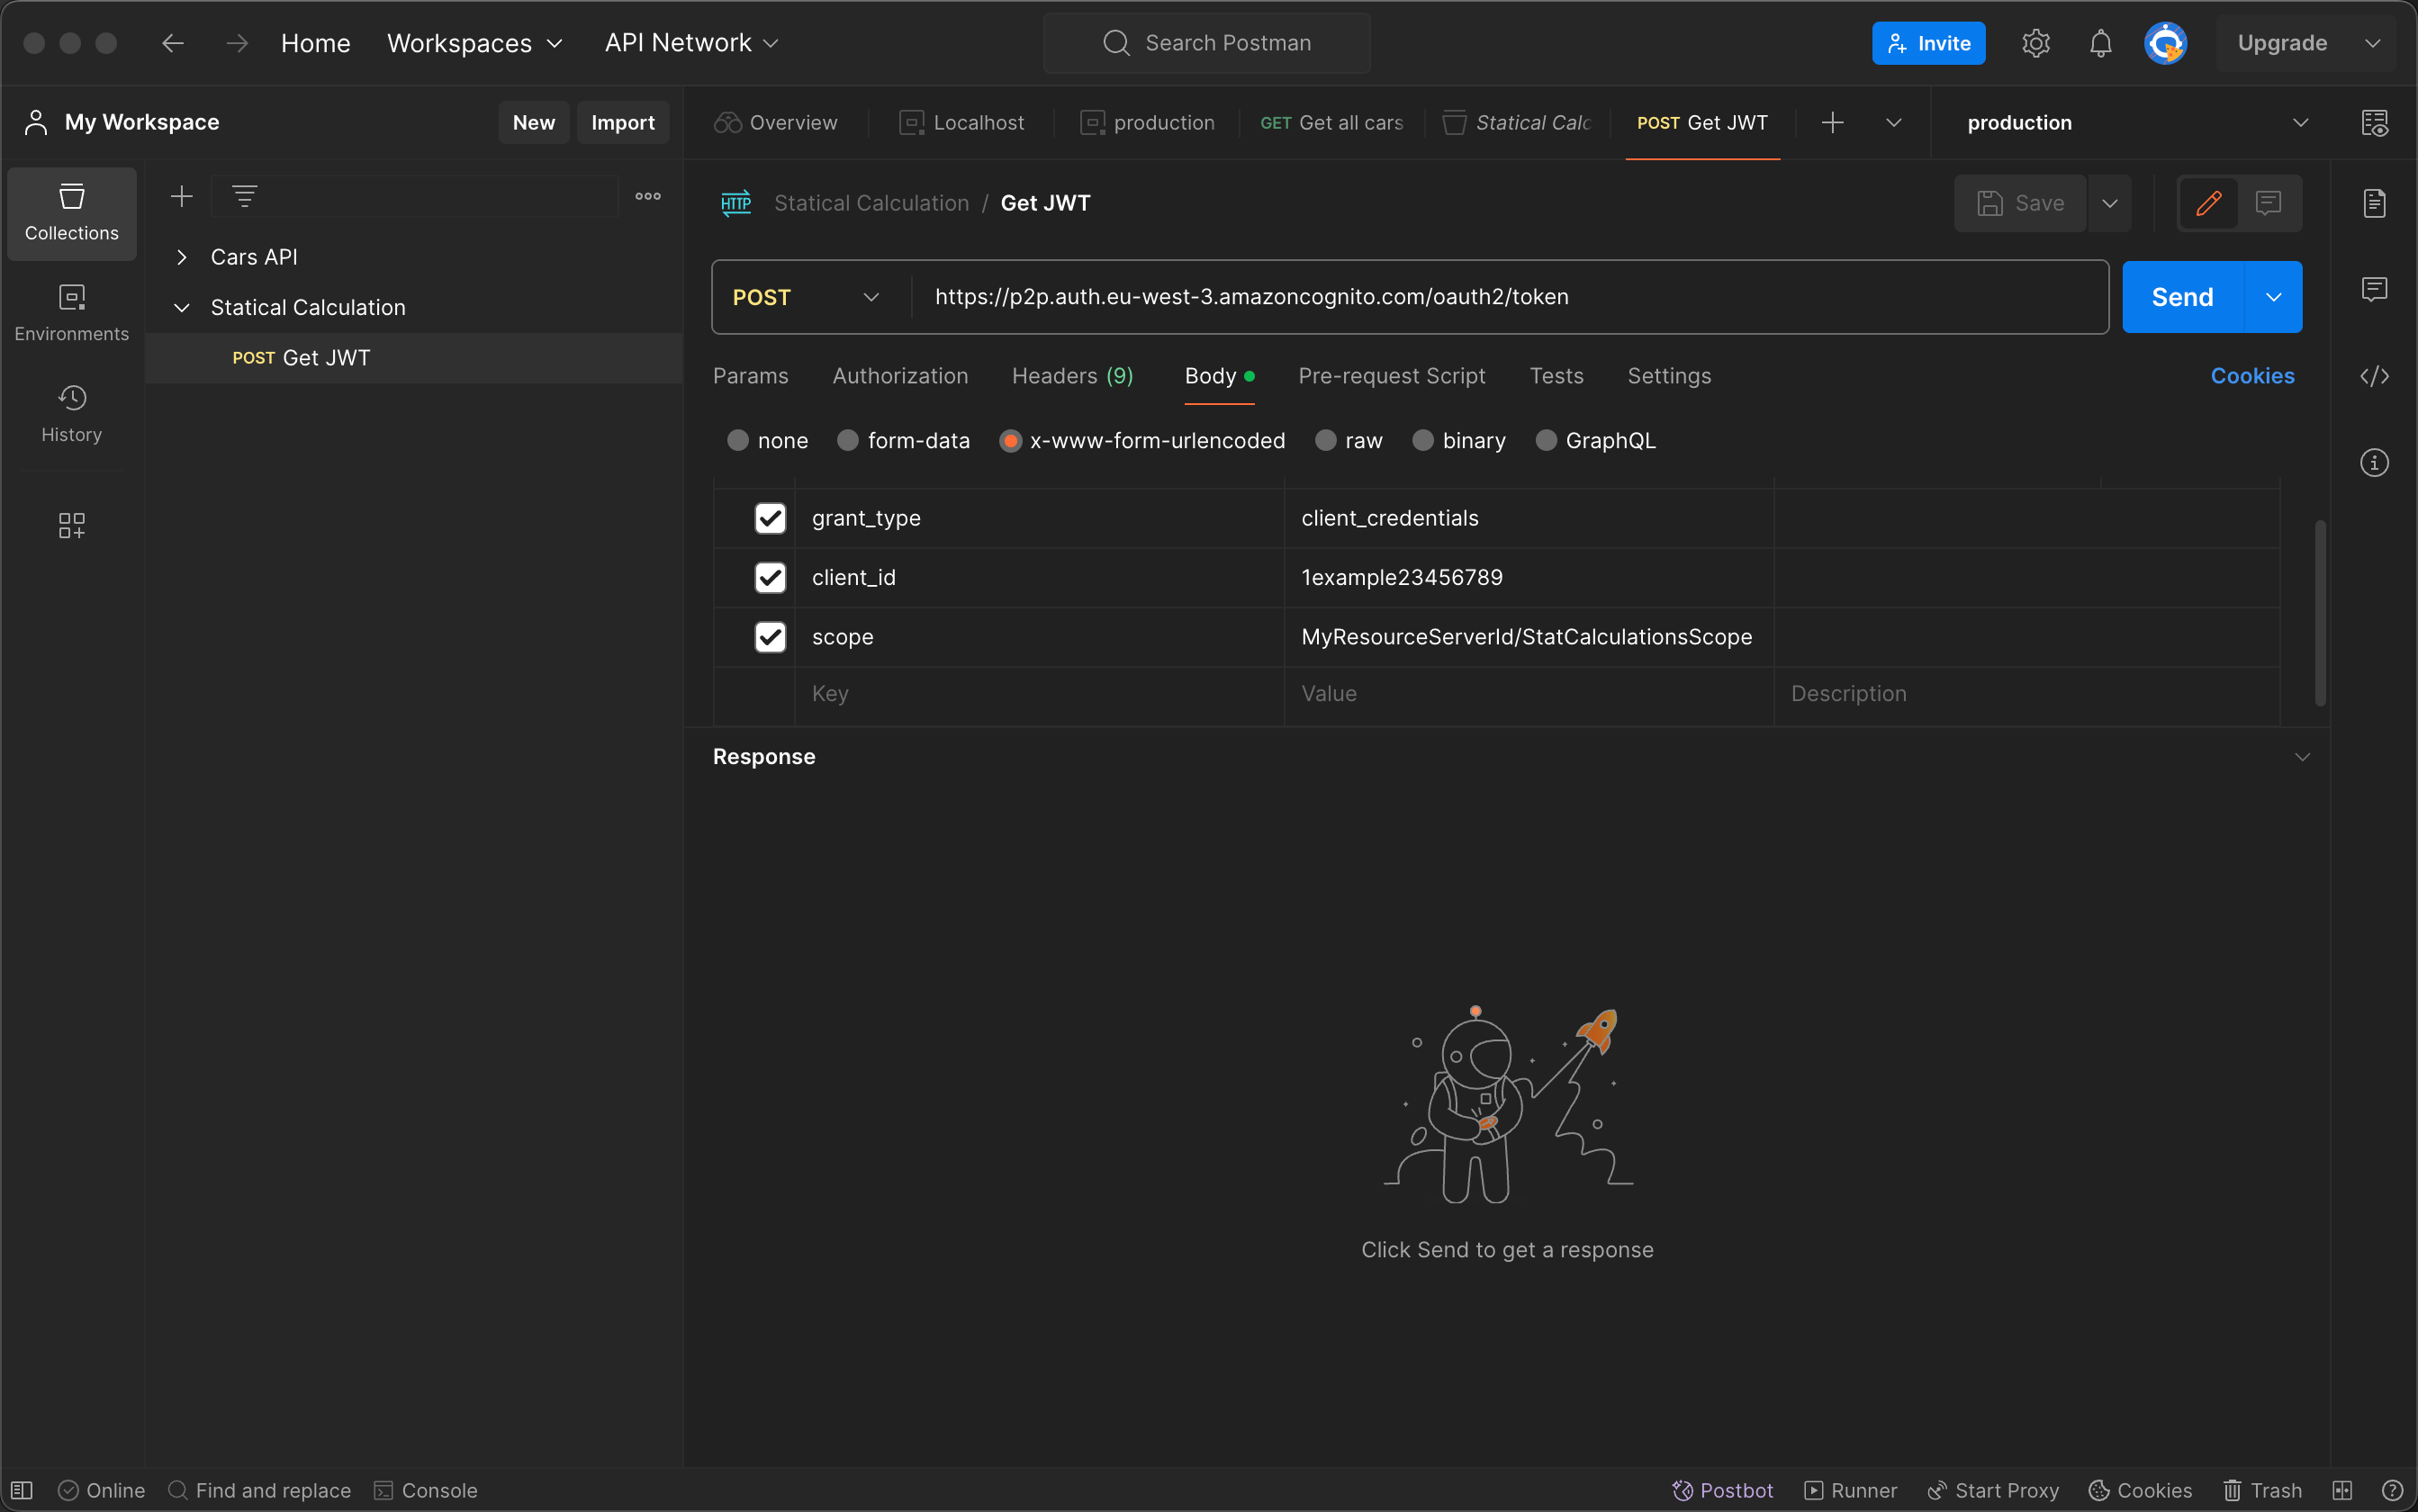 Home Workspaces API Network Search Postman Invite Upgrade
My Workspace New Import Overview Localhost production GET Get all cars Statical Calc POST Get JWT production
Collections
Environments
History
Cars API
Statical Calculation
POST Get JWT
HTTP Statical Calculation / Get JWT Save
POST https://p2p.auth.eu-west-3.amazoncognito.com/oauth2/token Send
Params Authorization Headers (9) Body Pre-request Script Tests Settings Cookies
none form-data x-www-form-urlencoded raw binary GraphQL
grant_type client_credentials
client_id 1example23456789
scope MyResourceServerId/StatCalculationsScope
Key Value Description
Response
Click Send to get a response
Online Find and replace Console Postbot Runner Start Proxy Cookies Trash